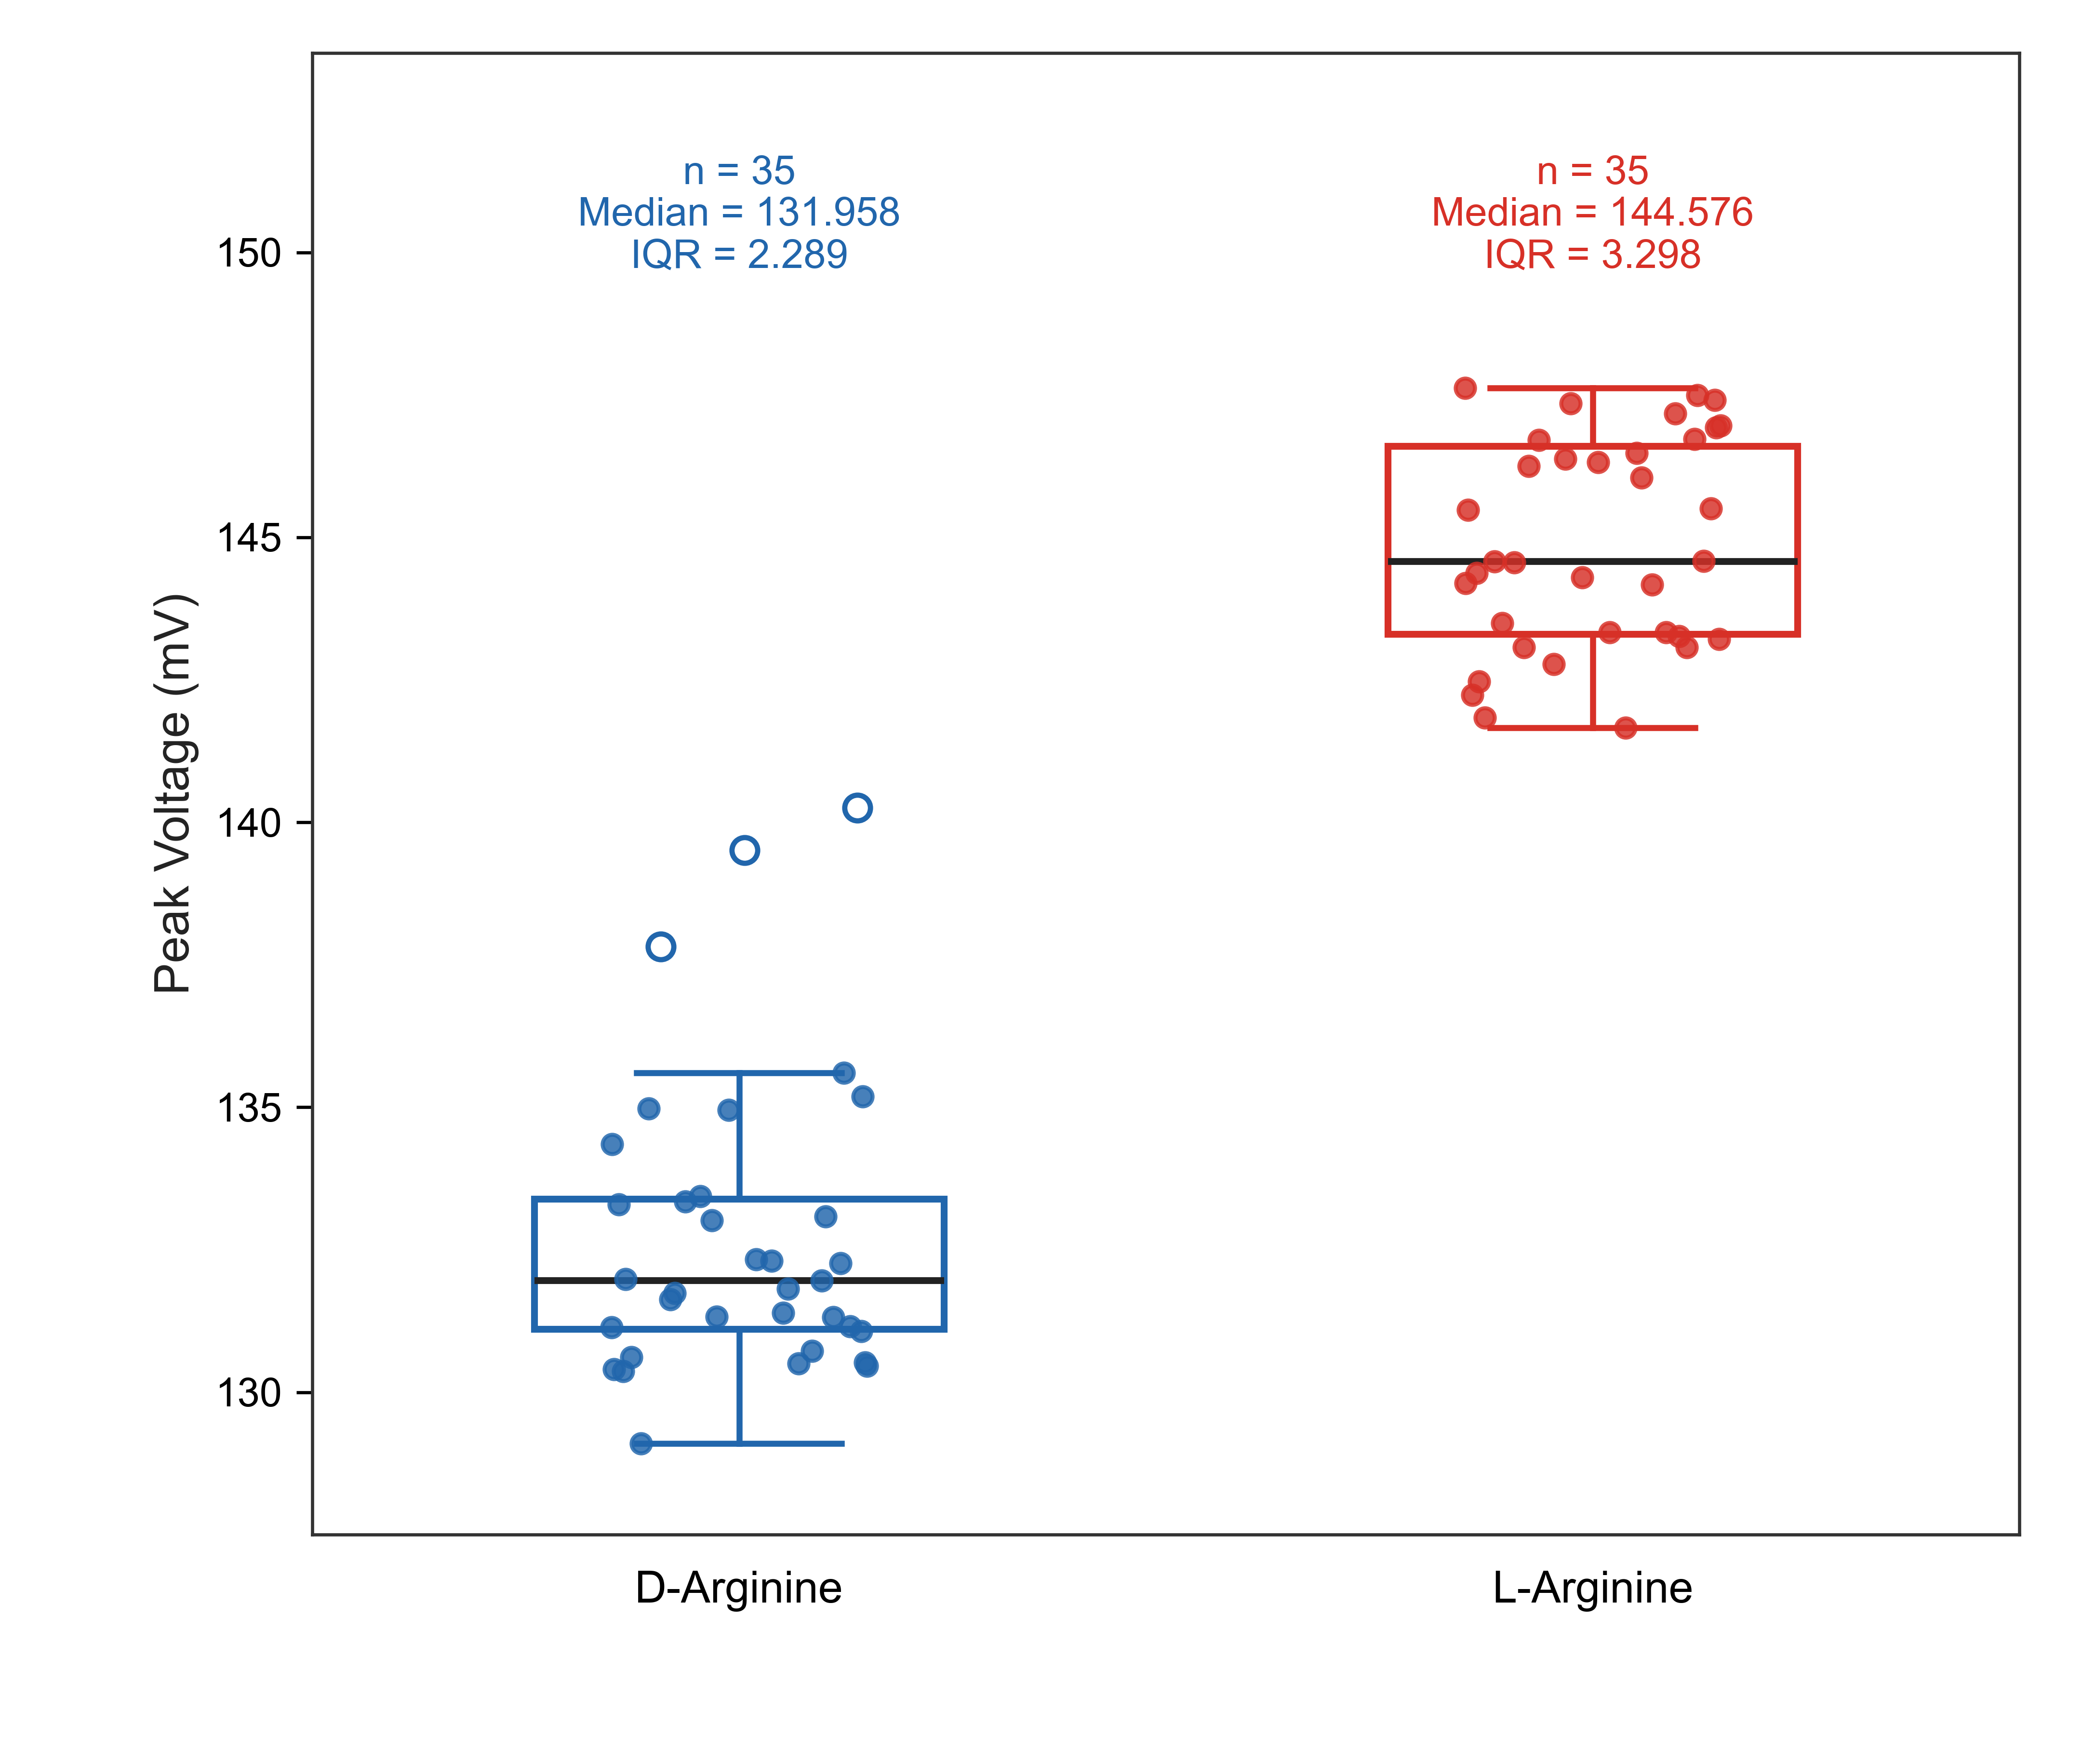 n = 35
Median = 131.958
IQR = 2.289
n = 35
Median = 144.576
IQR = 3.298
Peak Voltage (mV)
150
145
140
135
130
D-Arginine
L-Arginine